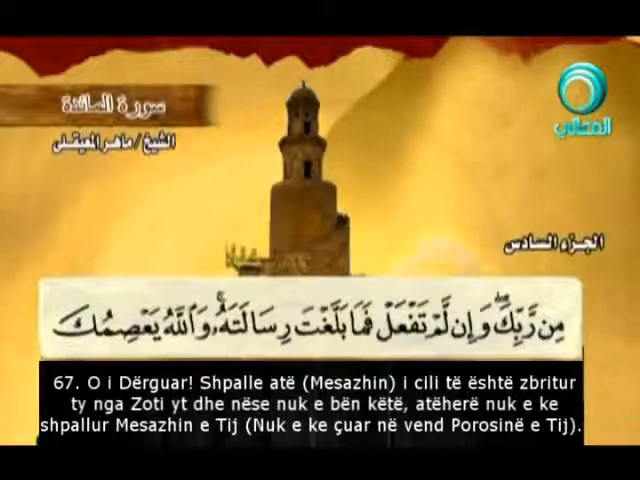 سورة المائدة
الشيخ / ماهر المعيقلى
المجالي
الجزء السادس
مِن رَّبِّكَ ۖ وَإِن لَّمْ تَفْعَلْ فَمَا بَلَّغْتَ رِسَالَتَهُ ۚ وَاللَّهُ يَعْصِمُكَ
67. O i Dërguar! Shpalle atë (Mesazhin) i cili të është zbritur
ty nga Zoti yt dhe nëse nuk e bën këtë, atëherë nuk e ke
shpallur Mesazhin e Tij (Nuk e ke çuar në vend Porosinë e Tij).